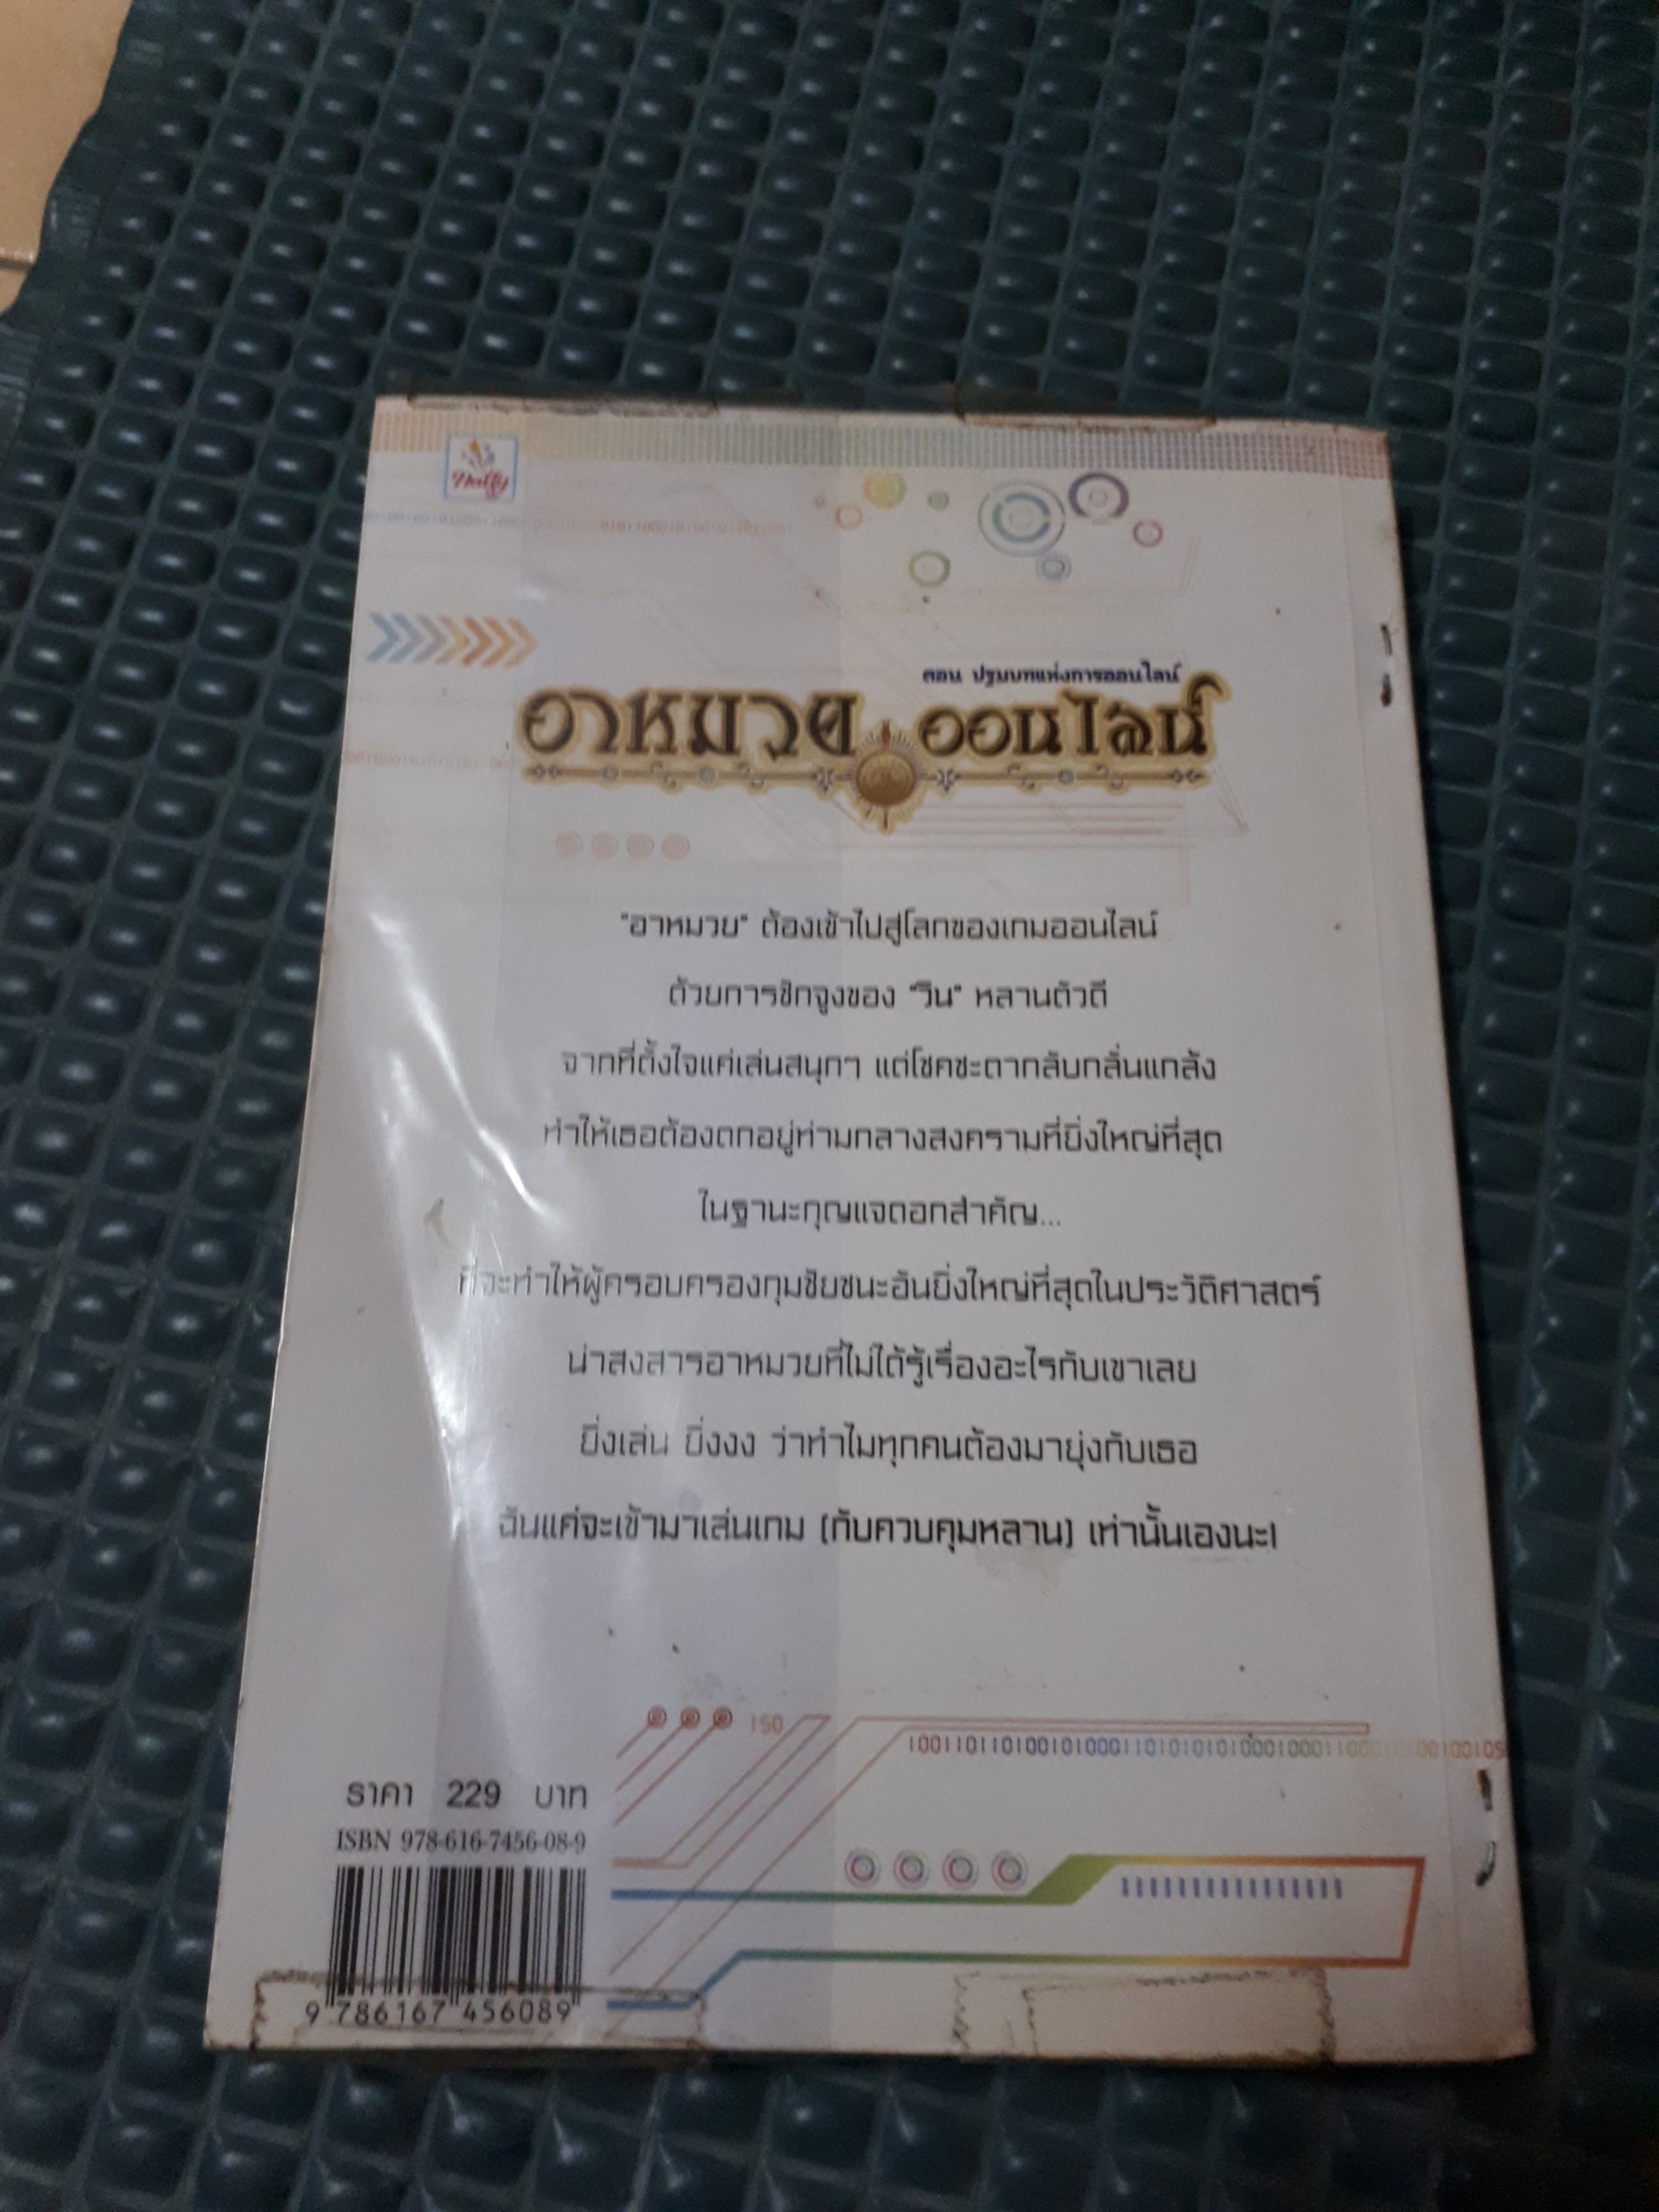 Nutty
ตอน ปฐมบทแห่งการออนไลน์
อาหมวย ออนไลน์
"อาหมวย" ต้องเข้าไปสู่โลกของเกมออนไลน์
ด้วยการชักจูงของ "วิน" หลานตัวดี
จากที่ตั้งใจแค่เล่นสนุกๆ แต่โชคชะตากลับกลั่นแกล้ง
ทำให้เธอต้องตกอยู่ท่ามกลางสงครามที่ยิ่งใหญ่ที่สุด
ในฐานะกุญแจดอกสำคัญ...
ที่จะทำให้ผู้ครอบครองกุมชัยชนะอันยิ่งใหญ่ที่สุดในประวัติศาสตร์
น่าสงสารอาหมวยที่ไม่ได้รู้เรื่องอะไรกับเขาเลย
ยิ่งเล่น ยิ่งงง ว่าทำไมทุกคนต้องมายุ่งกับเธอ
ฉันแค่จะเข้ามาเล่นเกม (กับควบคุมหลาน) เท่านั้นเองนะ!
150
ราคา 229 บาท
ISBN 978-616-7456-08-9
9 786167 456089